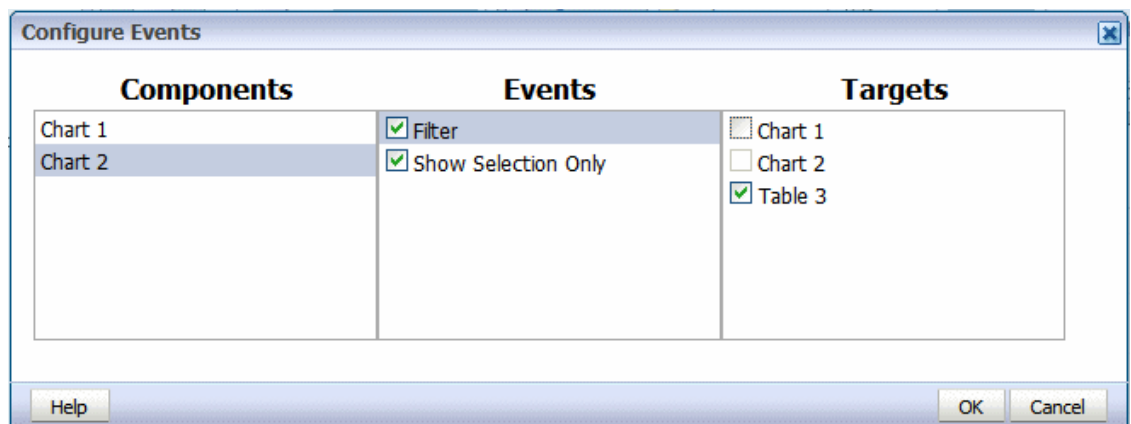 Configure Events
Components Events Targets
Chart 1 Filter Chart 1
Chart 2 Show Selection Only Chart 2
Table 3
Help OK Cancel